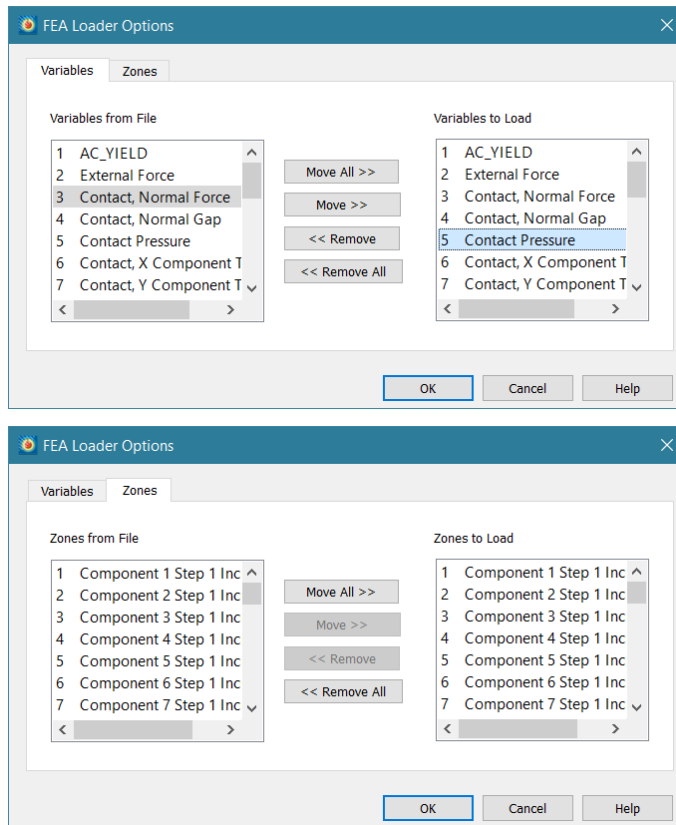 FEA Loader Options
Variables Zones
Variables from File Variables to Load
1 AC_YIELD
2 External Force
3 Contact, Normal Force
4 Contact, Normal Gap
5 Contact Pressure
6 Contact, X Component T
7 Contact, Y Component T
Move All >>
Move >>
<< Remove
<< Remove All
1 AC_YIELD
2 External Force
3 Contact, Normal Force
4 Contact, Normal Gap
5 Contact Pressure
6 Contact, X Component T
7 Contact, Y Component T
OK Cancel Help
FEA Loader Options
Variables Zones
Zones from File Zones to Load
1 Component 1 Step 1 Inc
2 Component 2 Step 1 Inc
3 Component 3 Step 1 Inc
4 Component 4 Step 1 Inc
5 Component 5 Step 1 Inc
6 Component 6 Step 1 Inc
7 Component 7 Step 1 Inc
Move All >>
Move >>
<< Remove
<< Remove All
1 Component 1 Step 1 Inc
2 Component 2 Step 1 Inc
3 Component 3 Step 1 Inc
4 Component 4 Step 1 Inc
5 Component 5 Step 1 Inc
6 Component 6 Step 1 Inc
7 Component 7 Step 1 Inc
OK Cancel Help